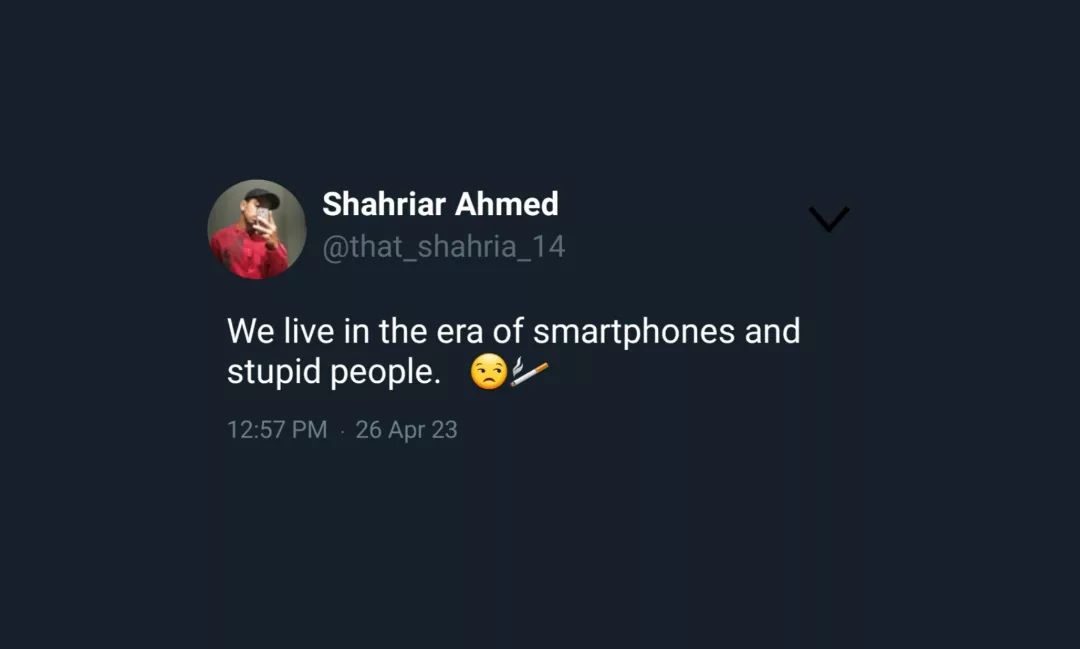 Shahriar Ahmed
@that_shahria_14
We live in the era of smartphones and
stupid people. 😒🚬
12:57 PM · 26 Apr 23